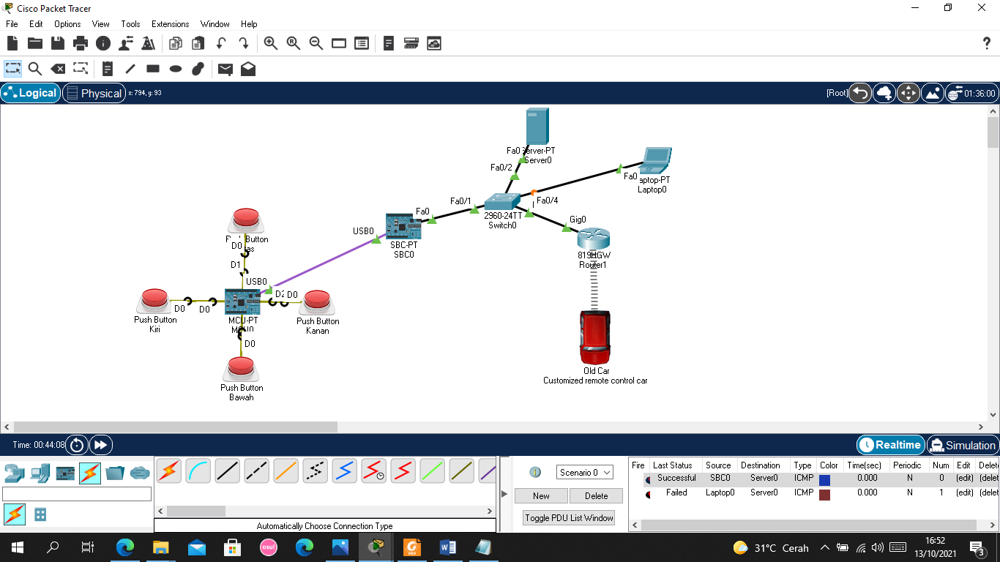 Cisco Packet Tracer
File Edit Options View Tools Extensions Window Help
Logical Physical x: 794, y: 93 [Root] 01:36:00
Fa0 Server-PT
Server0
Fa0/2
Fa0 aptop-PT
Laptop0
Fa0/1
Fa0/4
2960-24TT
Switch0
Fa0
Gig0
USB0
SBC-PT
SBC0
819HGW
Router1
Button
D0
D1
USB0
D0 D0 D2 D0
Push Button
Kiri
MCU-PT
MCU0
Push Button
Kanan
D0
Push Button
Bawah
Old Car
Customized remote control car
Time: 00:44:08 Realtime Simulation
Scenario 0
New Delete
Toggle PDU List Window
Automatically Choose Connection Type
Fire Last Status Source Destination Type Color Time(sec) Periodic Num Edit Delet
Successful SBC0 Server0 ICMP 0.000 N 0 (edit) (delet
Failed Laptop0 Server0 ICMP 0.000 N 1 (edit) (delet
osu! PDF W
31°C Cerah 16:52
13/10/2021 3